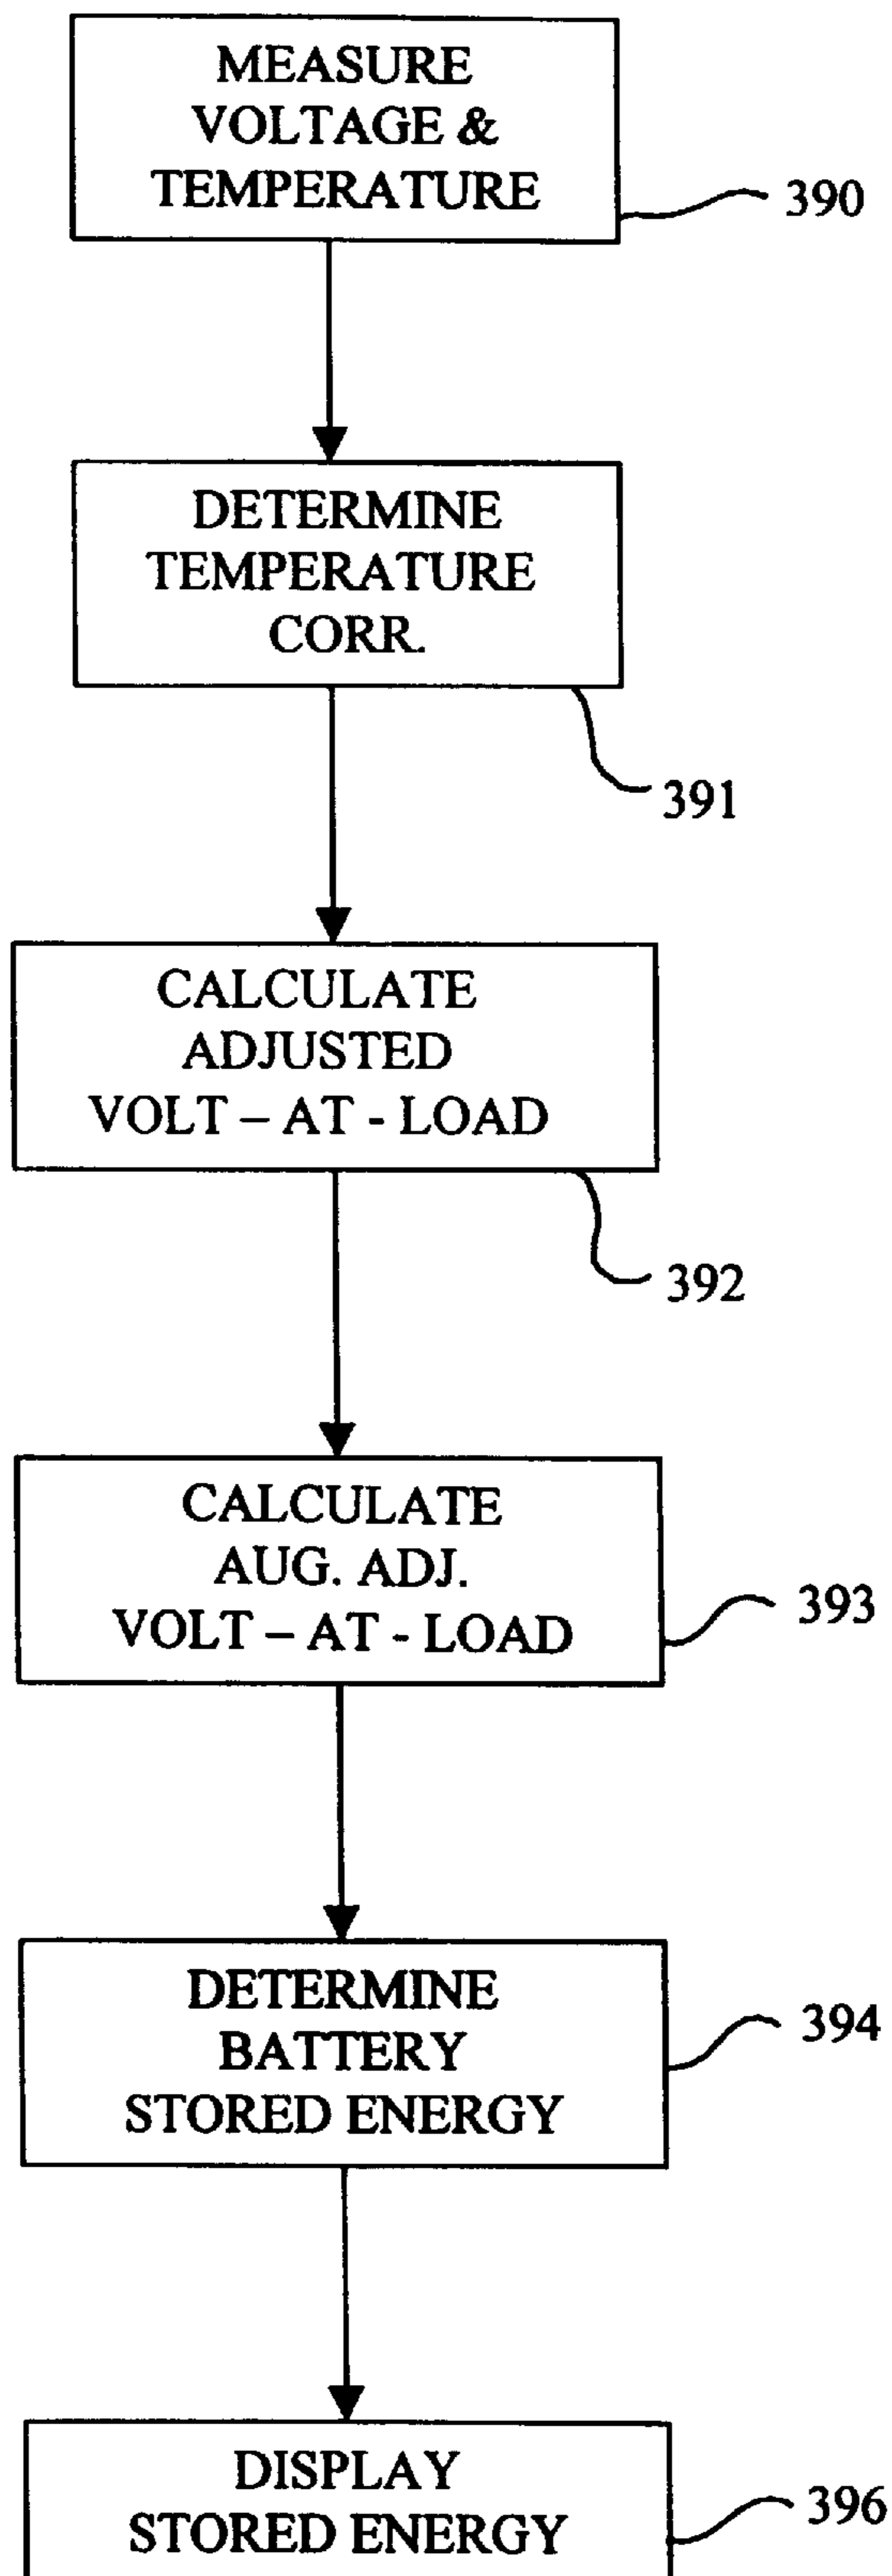 MEASURE
VOLTAGE &
TEMPERATURE
390
DETERMINE
TEMPERATURE
CORR.
391
CALCULATE
ADJUSTED
VOLT – AT - LOAD
392
CALCULATE
AUG. ADJ.
VOLT – AT - LOAD
393
DETERMINE
BATTERY
STORED ENERGY
394
DISPLAY
STORED ENERGY
396